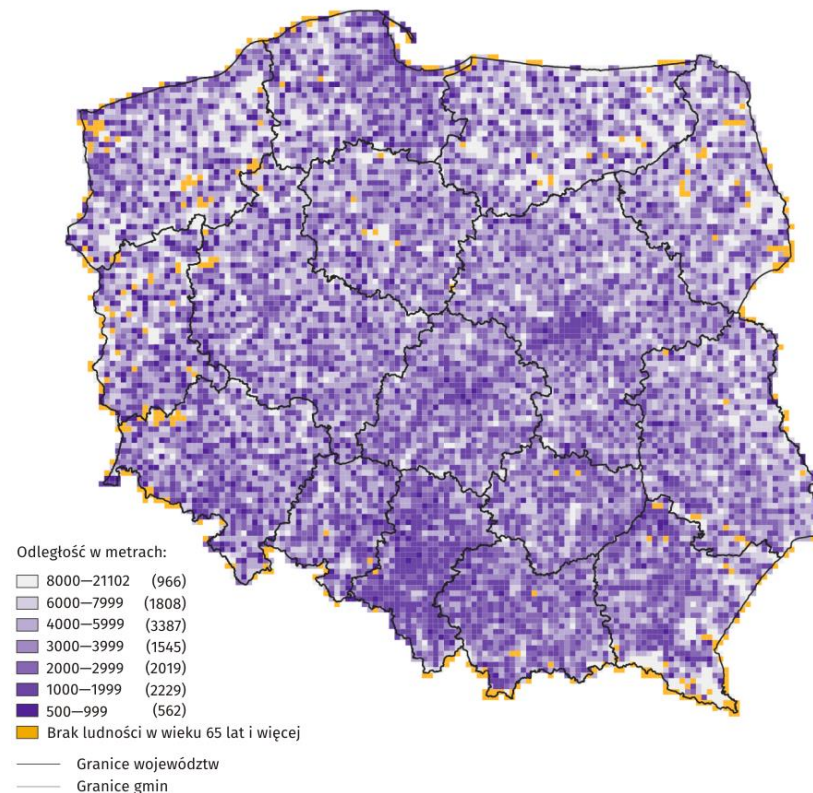 Odległość w metrach:
8000—21102 (966)
6000—7999 (1808)
4000—5999 (3387)
3000—3999 (1545)
2000—2999 (2019)
1000—1999 (2229)
500—999 (562)
Brak ludności w wieku 65 lat i więcej
Granice województw
Granice gmin